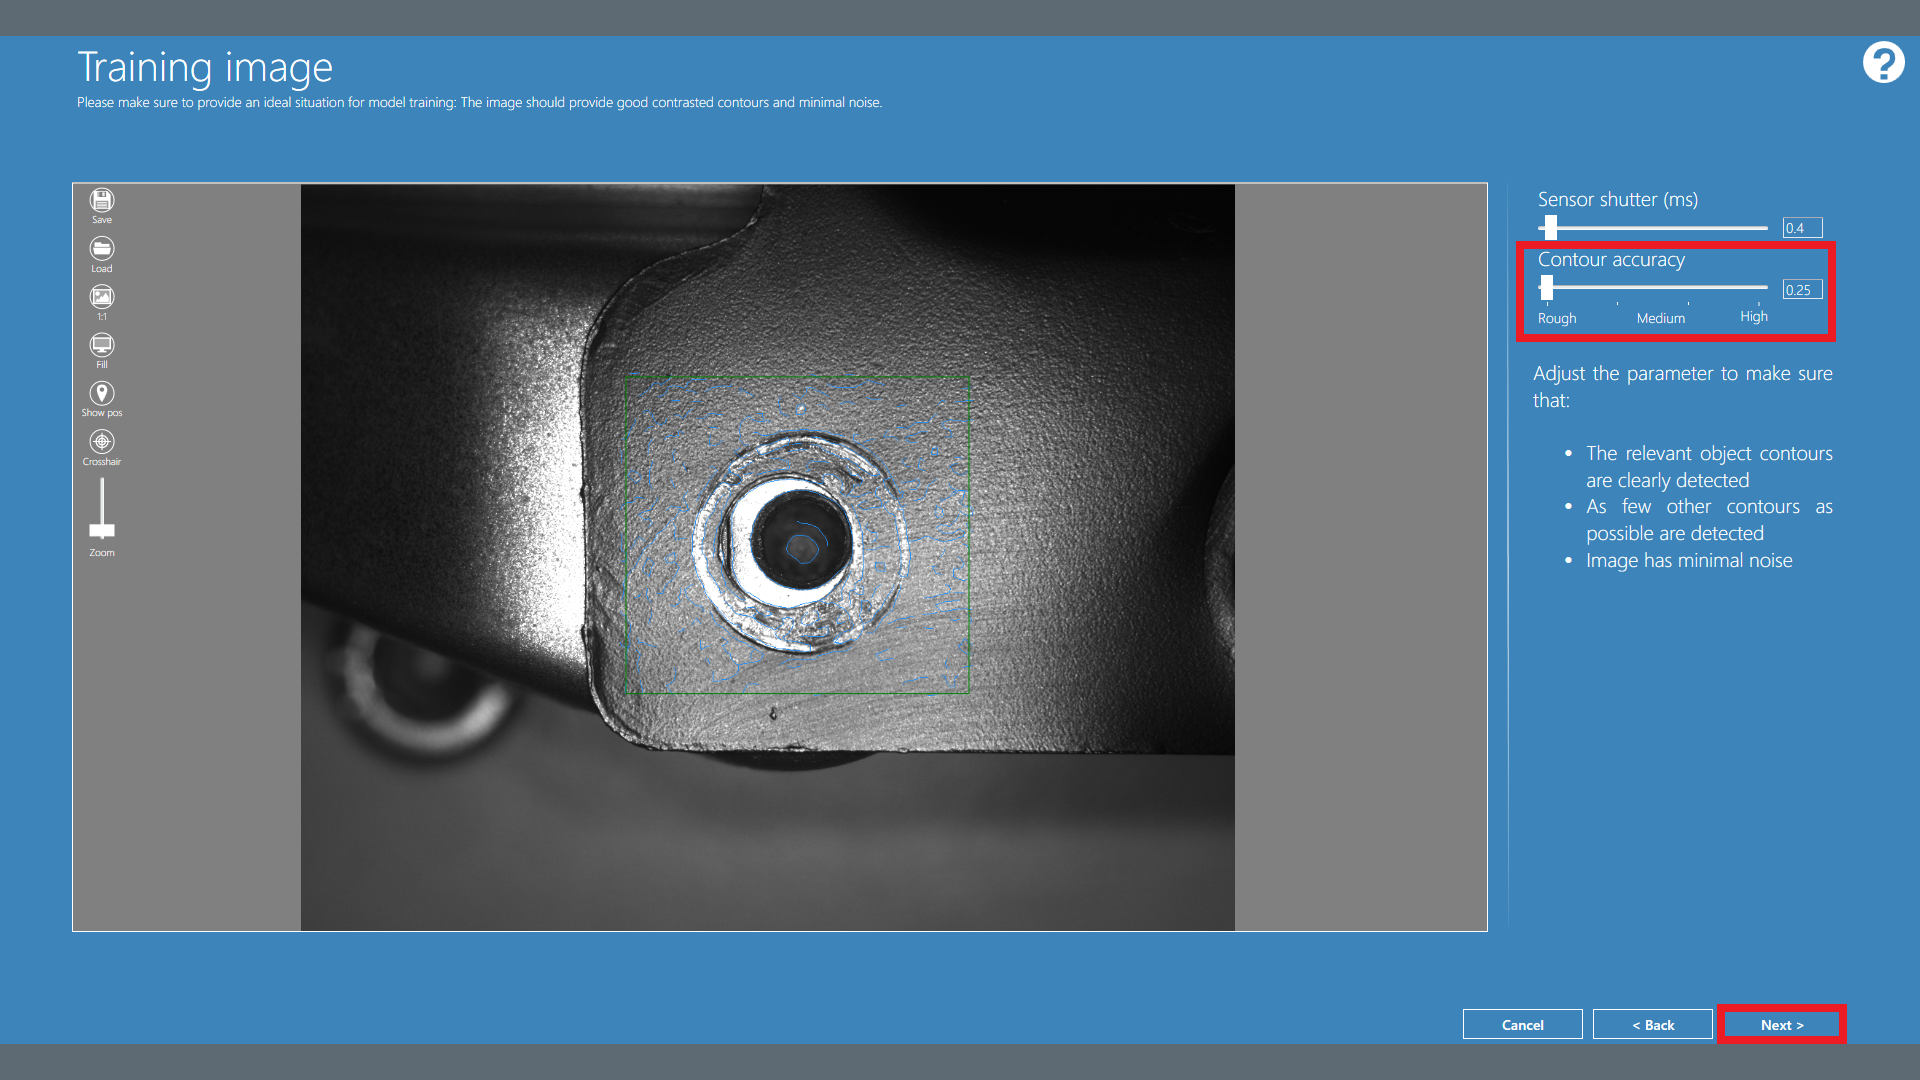 Training image
Please make sure to provide an ideal situation for model training: The image should provide good contrasted contours and minimal noise.
?
Save
Load
1:1
Fill
Show pos
Crosshair
Zoom
Sensor shutter (ms)
0.4
Contour accuracy
0.25
Rough Medium High
Adjust the parameter to make sure
that:
• The relevant object contours
are clearly detected
• As few other contours as
possible are detected
• Image has minimal noise
Cancel < Back Next >